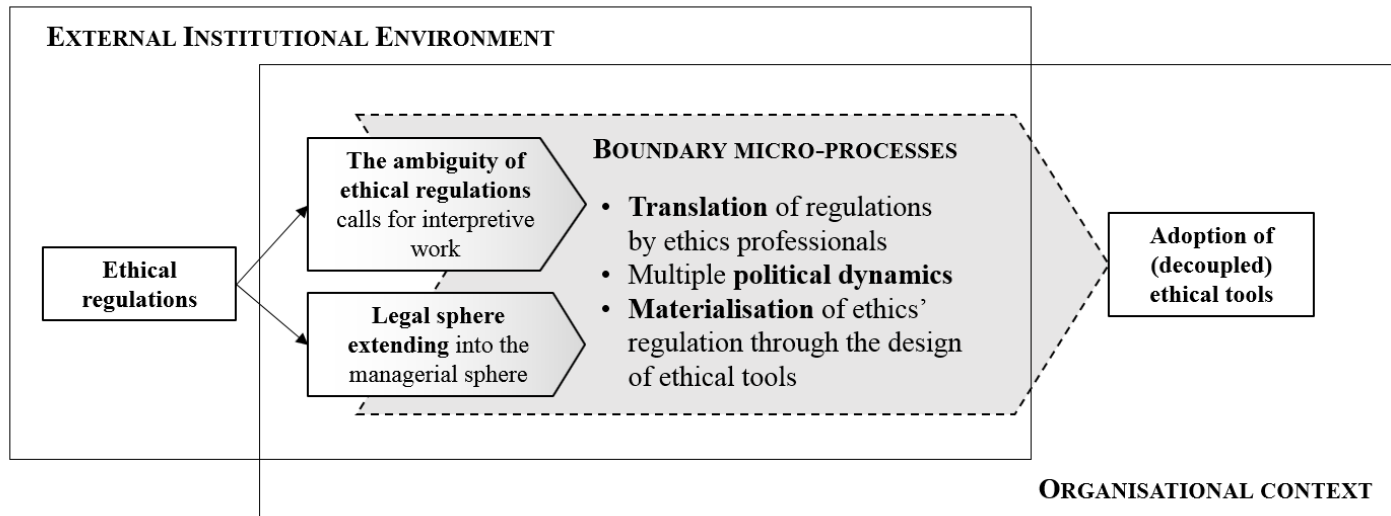 EXTERNAL INSTITUTIONAL ENVIRONMENT
Ethical
regulations
The ambiguity of
ethical regulations
calls for interpretive
work
Legal sphere
extending into the
managerial sphere
BOUNDARY MICRO-PROCESSES
• Translation of regulations
by ethics professionals
• Multiple political dynamics
• Materialisation of ethics’
regulation through the design
of ethical tools
Adoption of
(decoupled)
ethical tools
ORGANISATIONAL CONTEXT